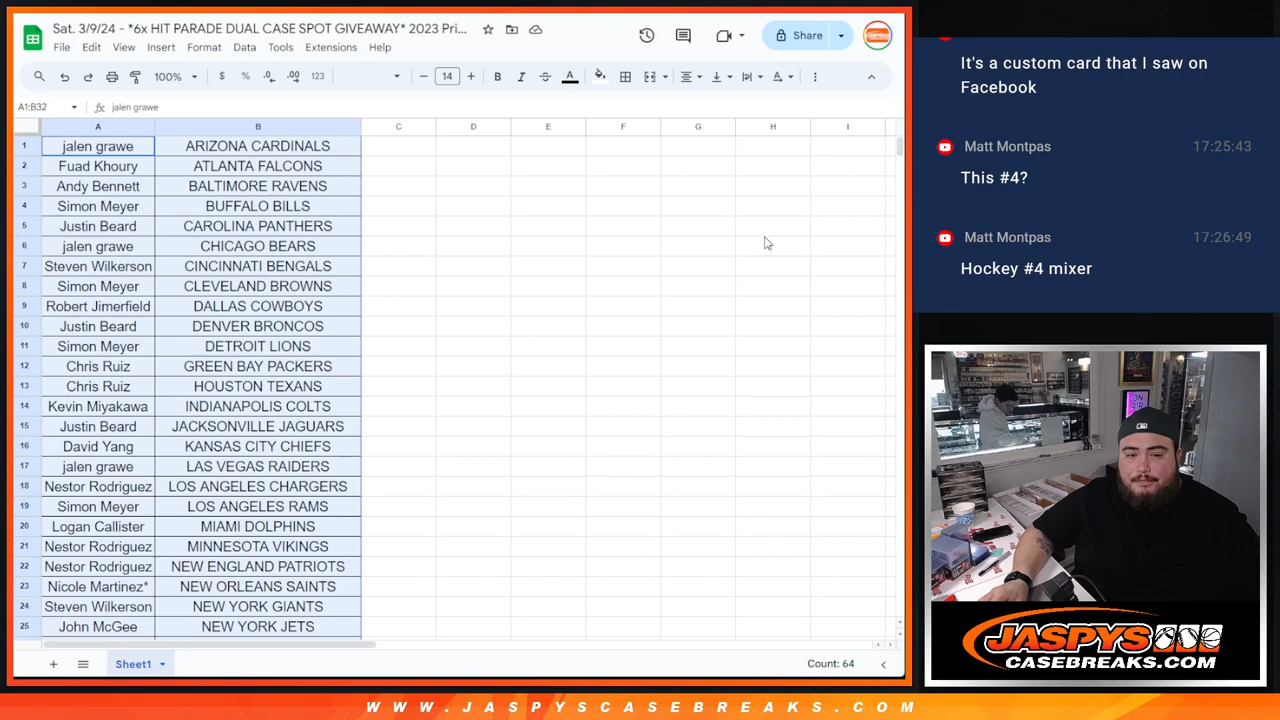 Sat. 3/9/24 - *6x HIT PARADE DUAL CASE SPOT GIVEAWAY* 2023 Pri...
File Edit View Insert Format Data Tools Extensions Help
Share
100% $ % .0 .00 123 14 B I A
A1:B32 fx jalen grawe
A B C D E F G H I
1 jalen grawe ARIZONA CARDINALS
2 Fuad Khoury ATLANTA FALCONS
3 Andy Bennett BALTIMORE RAVENS
4 Simon Meyer BUFFALO BILLS
5 Justin Beard CAROLINA PANTHERS
6 jalen grawe CHICAGO BEARS
7 Steven Wilkerson CINCINNATI BENGALS
8 Simon Meyer CLEVELAND BROWNS
9 Robert Jimerfield DALLAS COWBOYS
10 Justin Beard DENVER BRONCOS
11 Simon Meyer DETROIT LIONS
12 Chris Ruiz GREEN BAY PACKERS
13 Chris Ruiz HOUSTON TEXANS
14 Kevin Miyakawa INDIANAPOLIS COLTS
15 Justin Beard JACKSONVILLE JAGUARS
16 David Yang KANSAS CITY CHIEFS
17 jalen grawe LAS VEGAS RAIDERS
18 Nestor Rodriguez LOS ANGELES CHARGERS
19 Simon Meyer LOS ANGELES RAMS
20 Logan Callister MIAMI DOLPHINS
21 Nestor Rodriguez MINNESOTA VIKINGS
22 Nestor Rodriguez NEW ENGLAND PATRIOTS
23 Nicole Martinez* NEW ORLEANS SAINTS
24 Steven Wilkerson NEW YORK GIANTS
25 John McGee NEW YORK JETS
Sheet1
Count: 64
It's a custom card that I saw on
Facebook
Matt Montpas 17:25:43
This #4?
Matt Montpas 17:26:49
Hockey #4 mixer
ON
JASPYS
CASEBREAKS.COM
WWW.JASPYSCASEBREAKS.COM